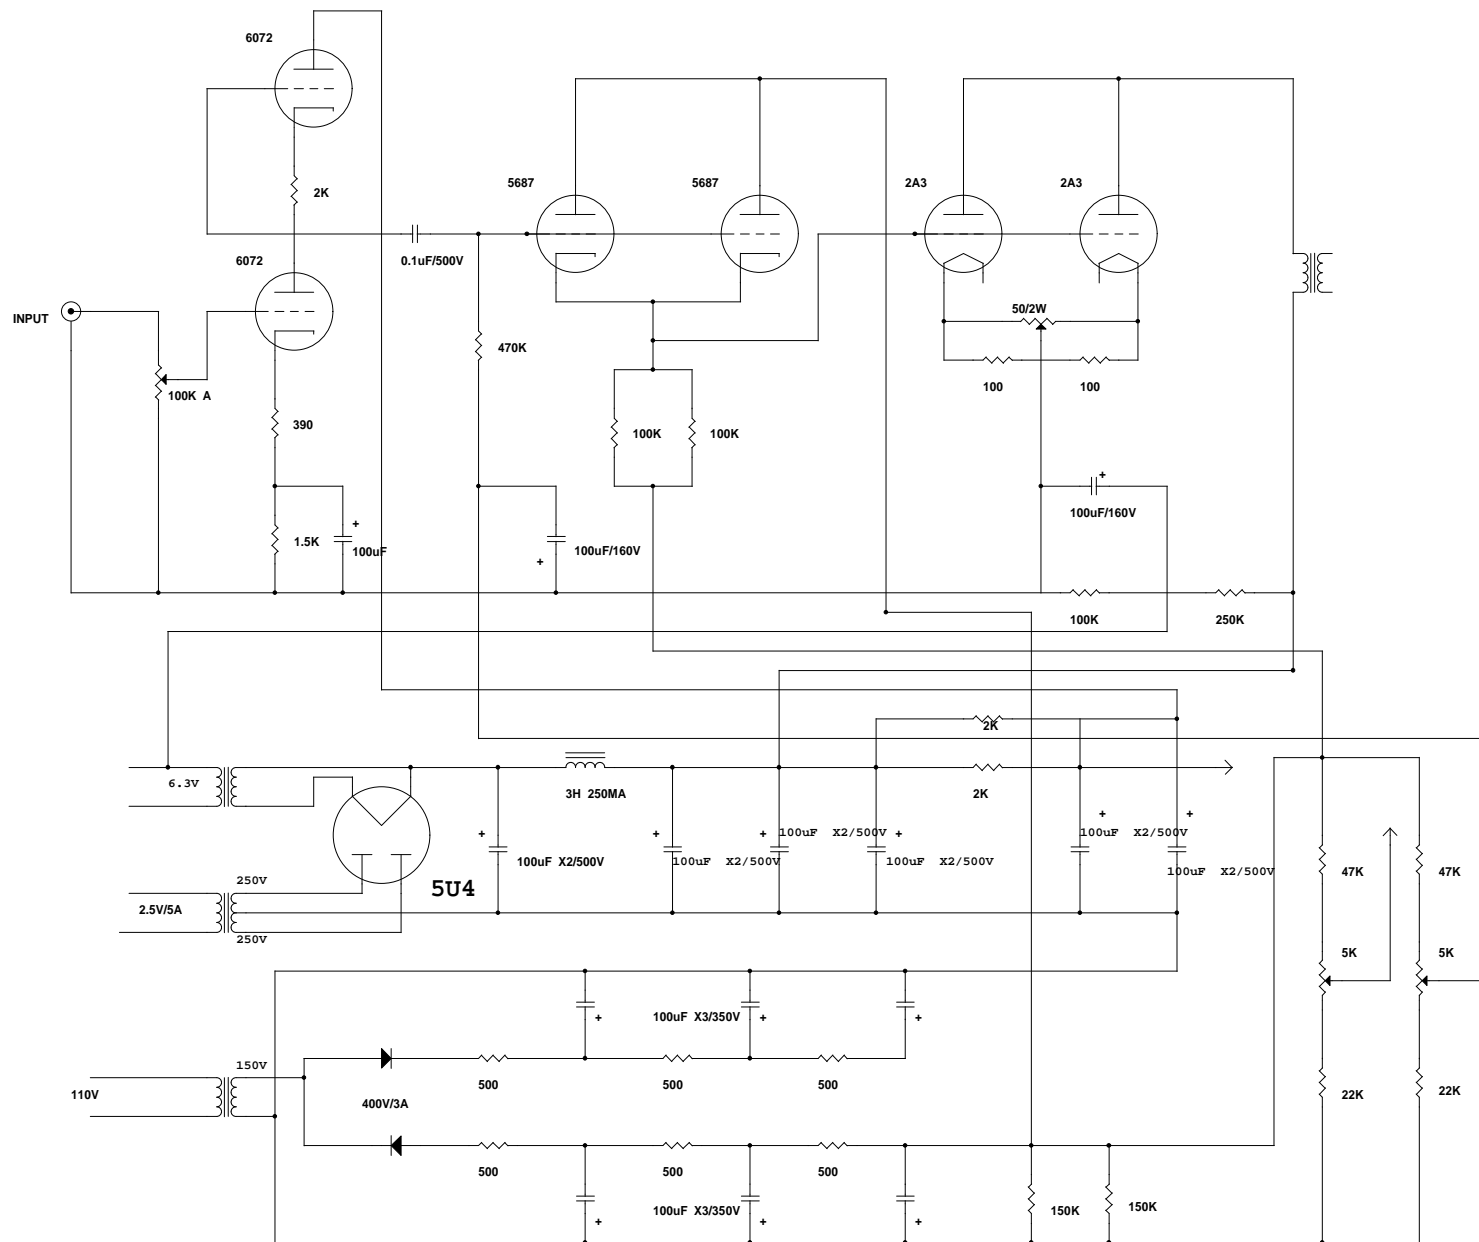 6072
5687
5687
2A3
2A3
2K
0.1uF/500V
6072
INPUT
50/2W
470K
100K A
100
100
390
100K
100K
+
100uF/160V
+
1.5K
100uF
100uF/160V
+
100K
250K
2K
6.3V
3H 250MA
2K
+
100uF X2/500V
+
100uF X2/500V
+
100uF X2/500V
+
100uF X2/500V
+
100uF X2/500V
+
100uF X2/500V
47K
47K
250V
5U4
2.5V/5A
250V
5K
5K
+
100uF X3/350V
+
+
150V
110V
500
500
500
22K
22K
400V/3A
500
500
500
+
100uF X3/350V
+
+
150K
150K